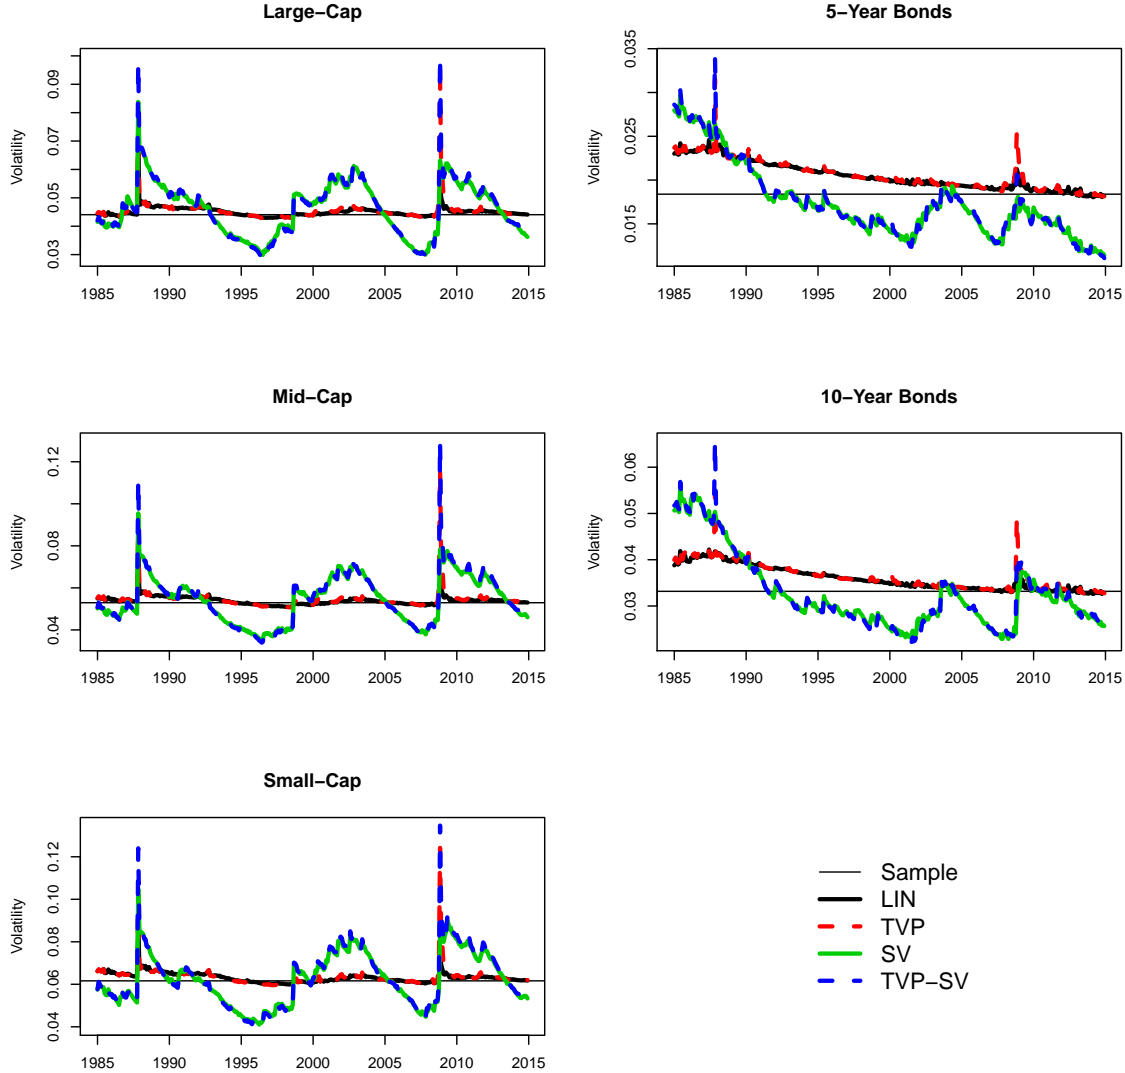 Large−Cap
Volatility
0.03 0.05 0.07 0.09
1985 1990 1995 2000 2005 2010 2015
5−Year Bonds
Volatility
0.015 0.025 0.035
1985 1990 1995 2000 2005 2010 2015
Mid−Cap
Volatility
0.04 0.08 0.12
1985 1990 1995 2000 2005 2010 2015
10−Year Bonds
Volatility
0.03 0.04 0.05 0.06
1985 1990 1995 2000 2005 2010 2015
Small−Cap
Volatility
0.04 0.06 0.08 0.10 0.12
1985 1990 1995 2000 2005 2010 2015
Sample
LIN
TVP
SV
TVP−SV